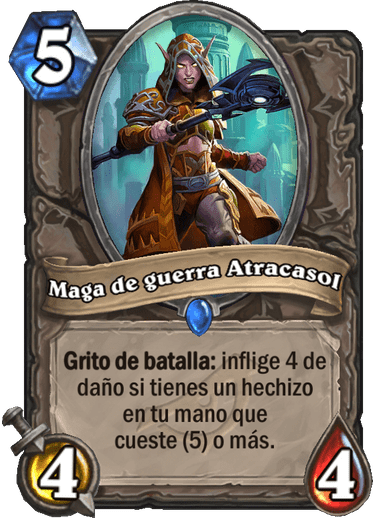 5
Maga de guerra Atracasol
Grito de batalla: inflige 4 de
daño si tienes un hechizo
en tu mano que
cueste (5) o más.
4
4